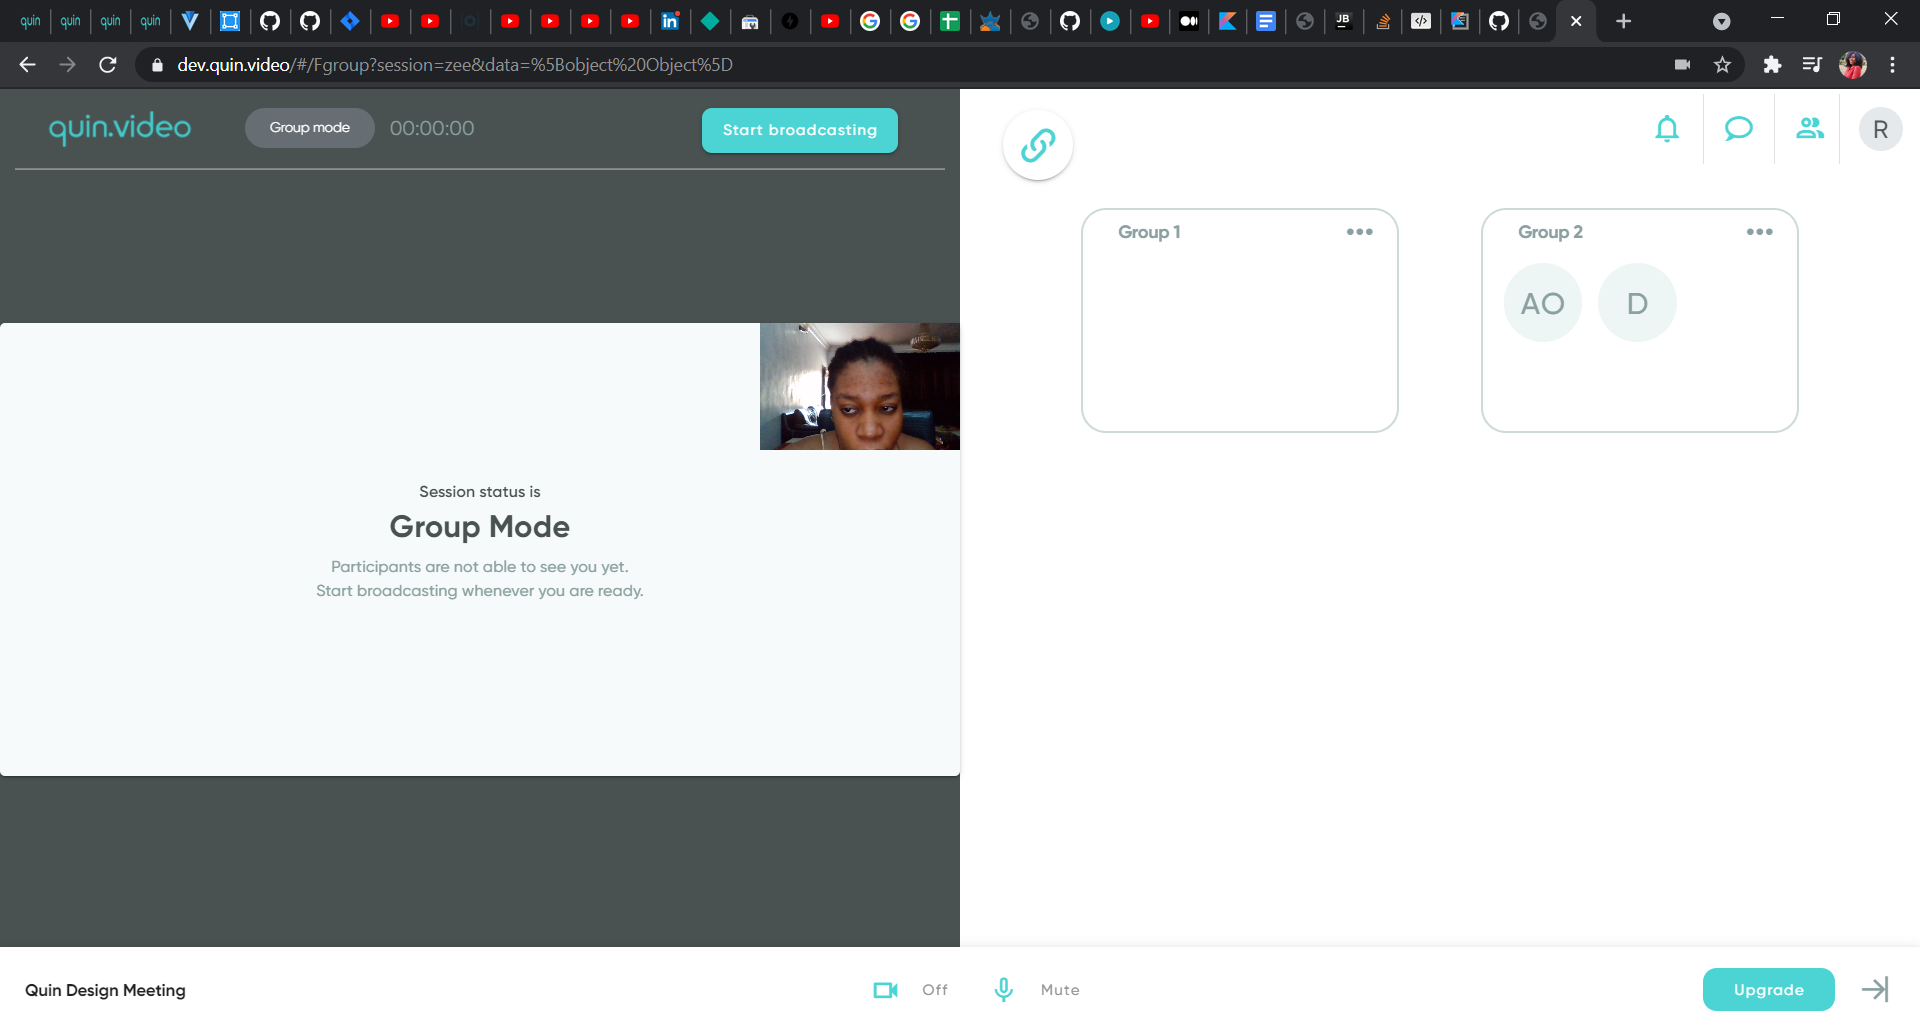 quin quin quin quin
JB
dev.quin.video/#/Fgroup?session=zee&data=%5Bobject%20Object%5D
quin.video
Group mode
00:00:00
Start broadcasting
R
Group 1
Group 2
AO
D
Session status is
Group Mode
Participants are not able to see you yet.
Start broadcasting whenever you are ready.
Quin Design Meeting
Off
Mute
Upgrade